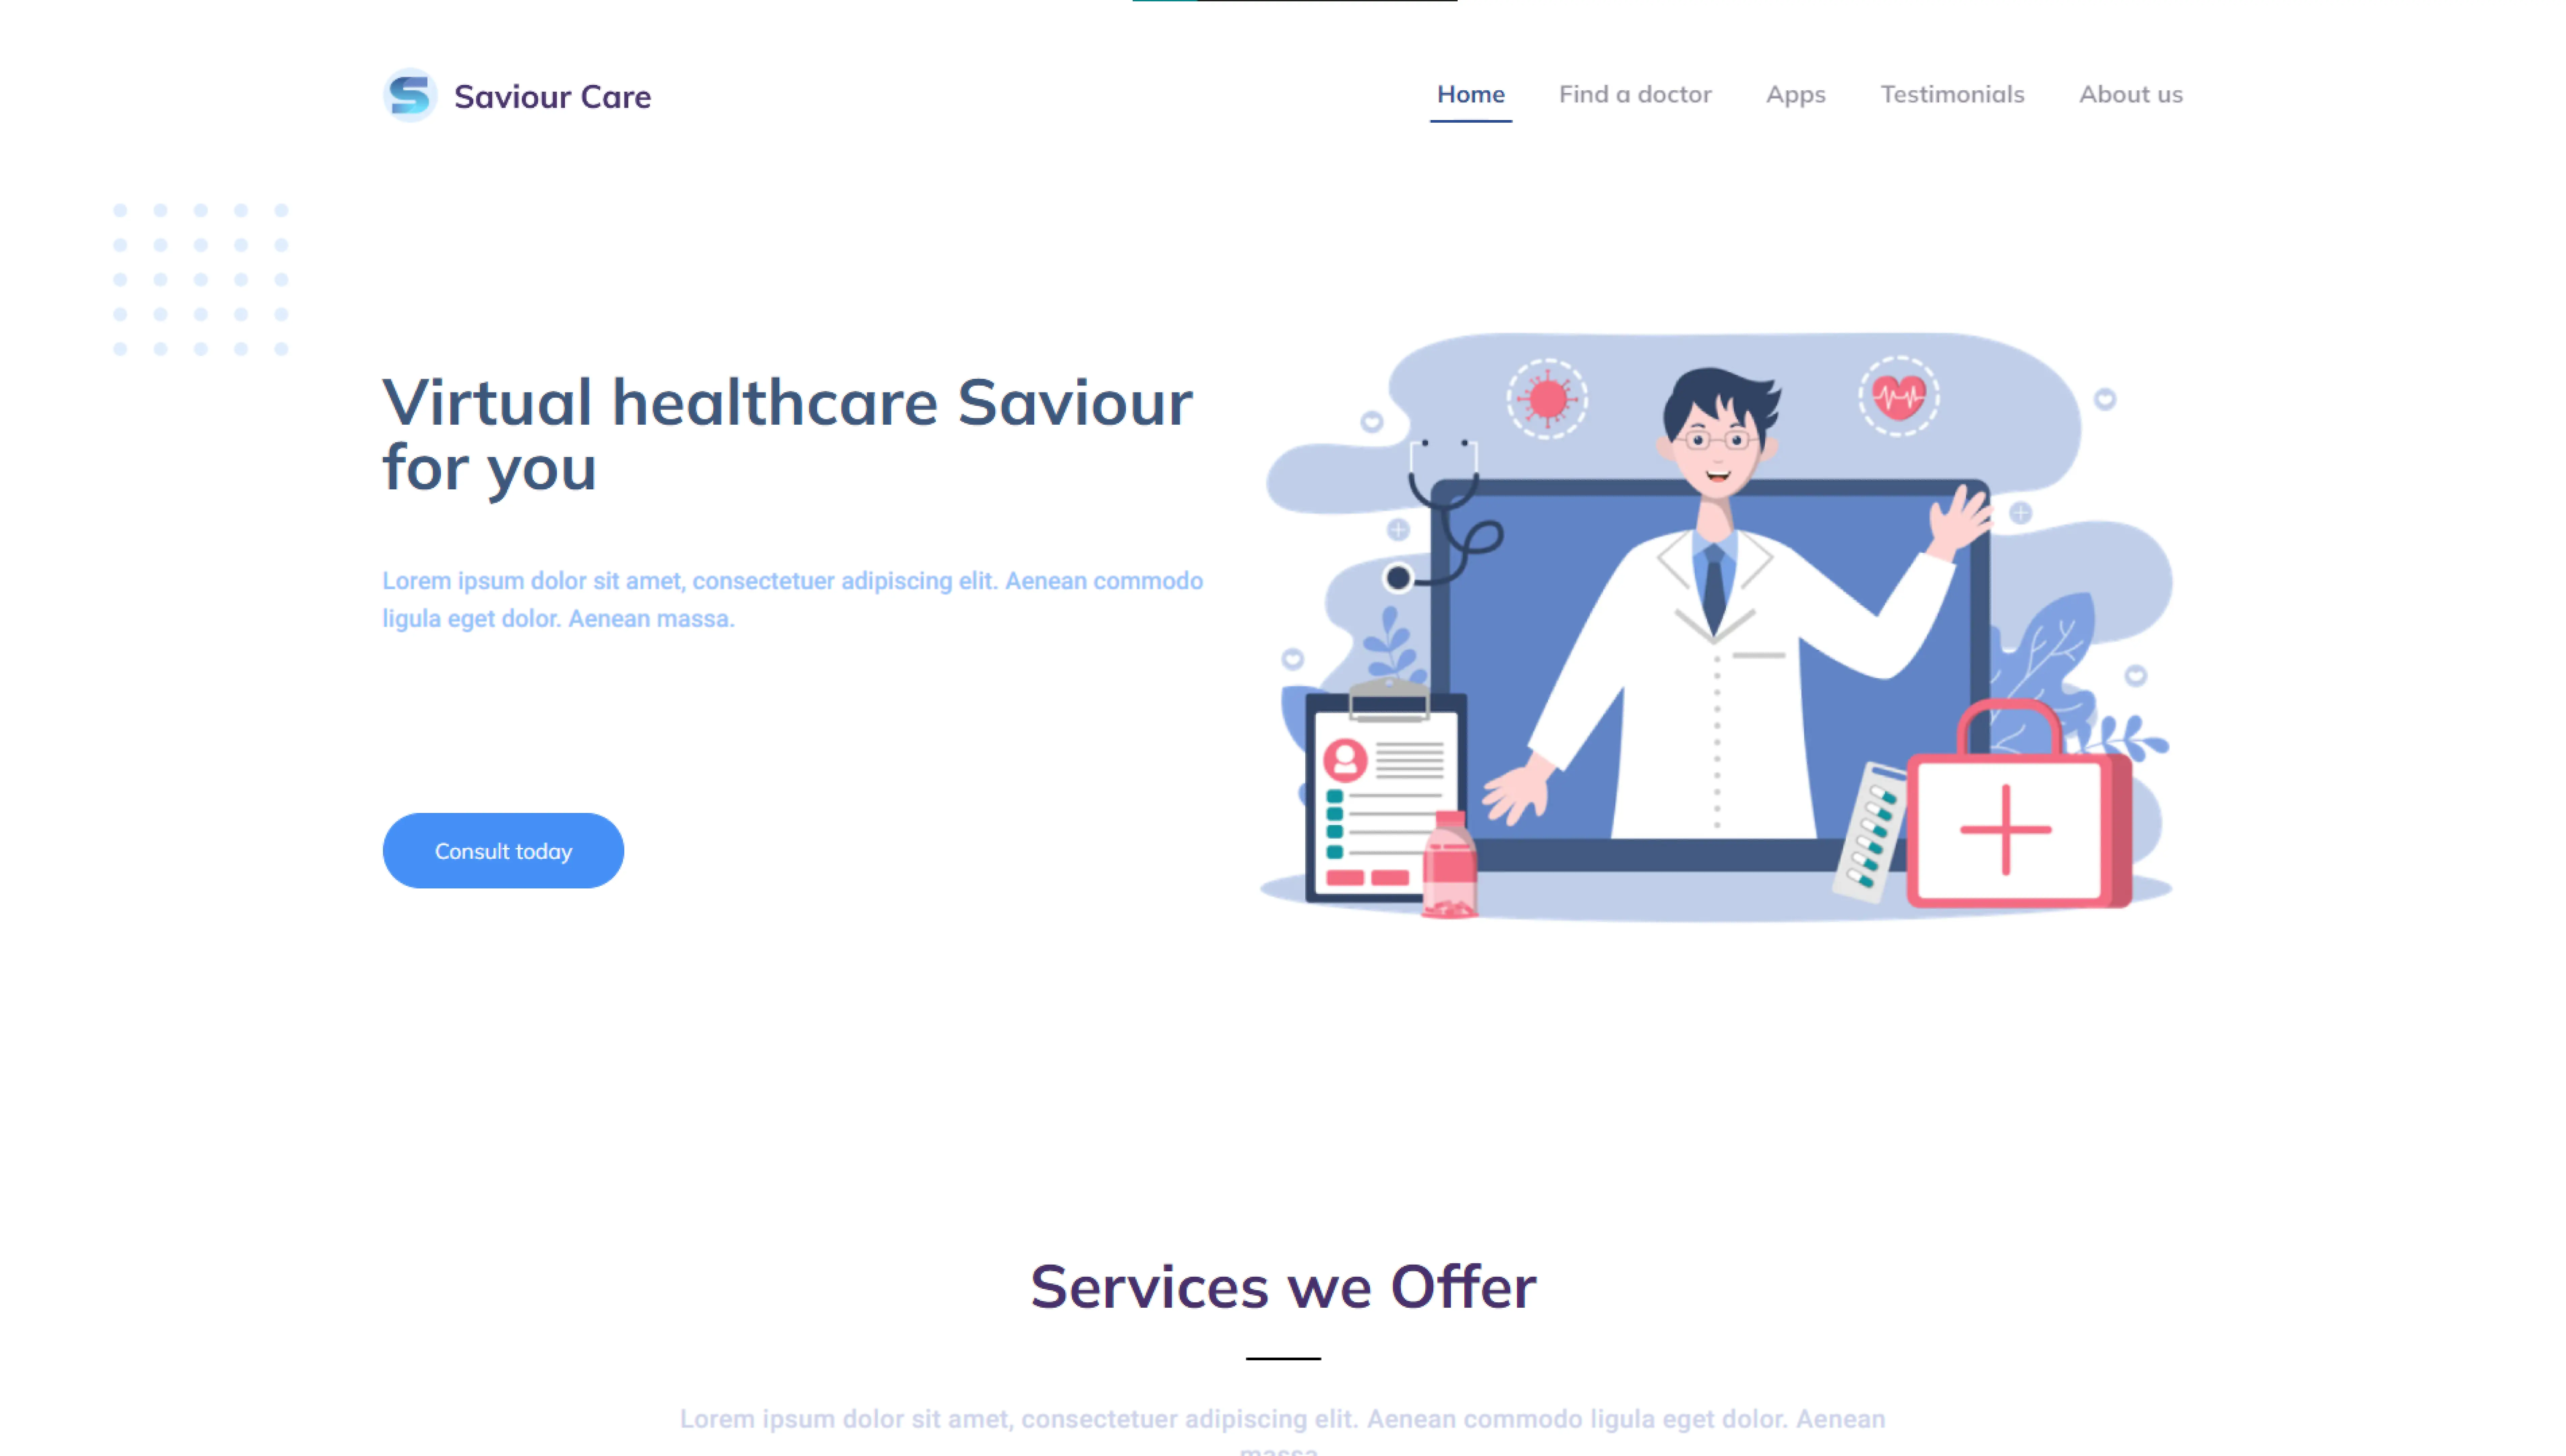 Saviour Care
Home
Find a doctor
Apps
Testimonials
About us
Virtual healthcare Saviour
for you
Lorem ipsum dolor sit amet, consectetuer adipiscing elit. Aenean commodo
ligula eget dolor. Aenean massa.
Consult today
Services we Offer
Lorem ipsum dolor sit amet, consectetuer adipiscing elit. Aenean commodo ligula eget dolor. Aenean
massa